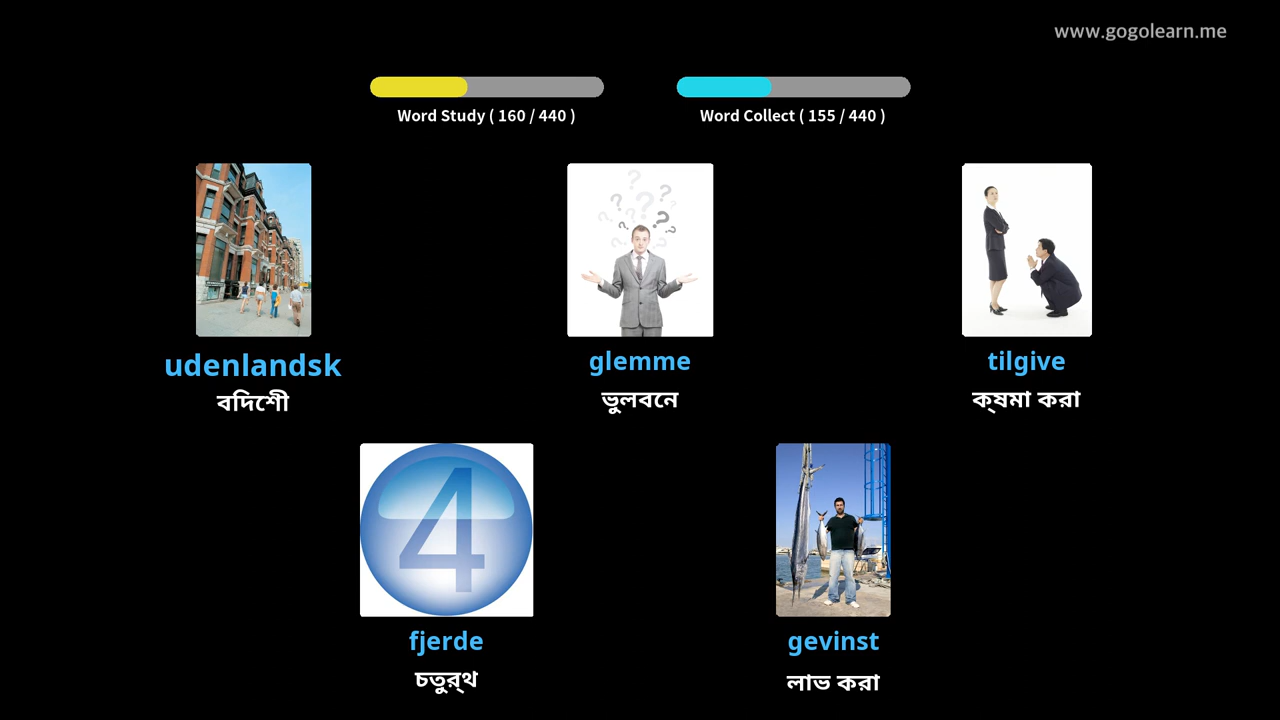 www.gogolearn.me
Word Study ( 160 / 440 )
Word Collect ( 155 / 440 )
udenlandsk
বিদেশী
glemme
ভুলবেন
tilgive
ক্ষমা করা
4
fjerde
চতুর্থ
gevinst
লাভ করা